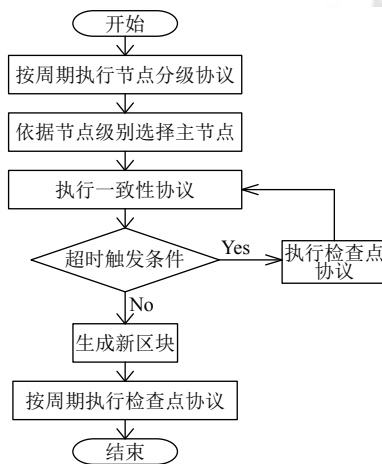 开始
按周期执行节点分级协议
依据节点级别选择主节点
执行一致性协议
超时触发条件
Yes
执行检查点
协议
No
生成新区块
按周期执行检查点协议
结束